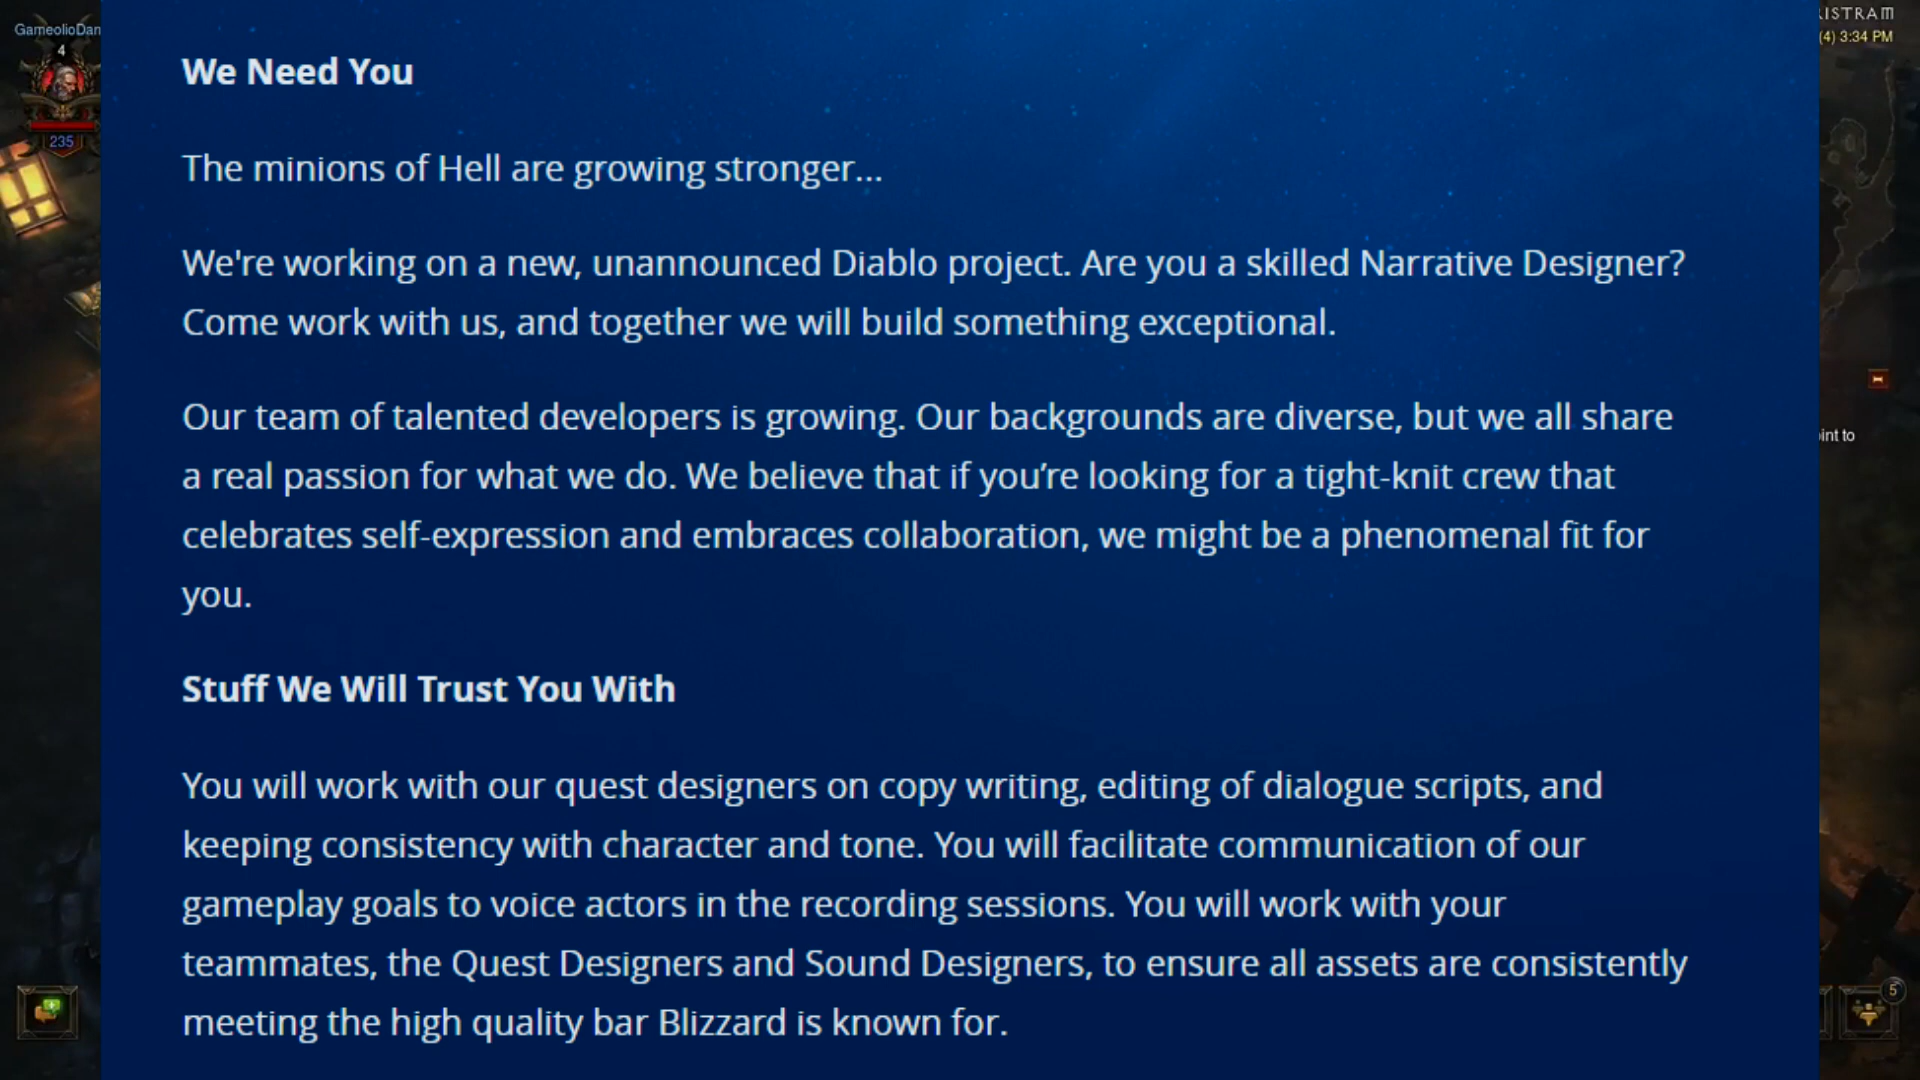 GameolioDan
4
235
ISTRAM
(4) 3:34 PM
We Need You
The minions of Hell are growing stronger...
We're working on a new, unannounced Diablo project. Are you a skilled Narrative Designer?
Come work with us, and together we will build something exceptional.
Our team of talented developers is growing. Our backgrounds are diverse, but we all share
a real passion for what we do. We believe that if you’re looking for a tight-knit crew that
celebrates self-expression and embraces collaboration, we might be a phenomenal fit for
you.
int to
Stuff We Will Trust You With
You will work with our quest designers on copy writing, editing of dialogue scripts, and
keeping consistency with character and tone. You will facilitate communication of our
gameplay goals to voice actors in the recording sessions. You will work with your
teammates, the Quest Designers and Sound Designers, to ensure all assets are consistently
meeting the high quality bar Blizzard is known for.
5